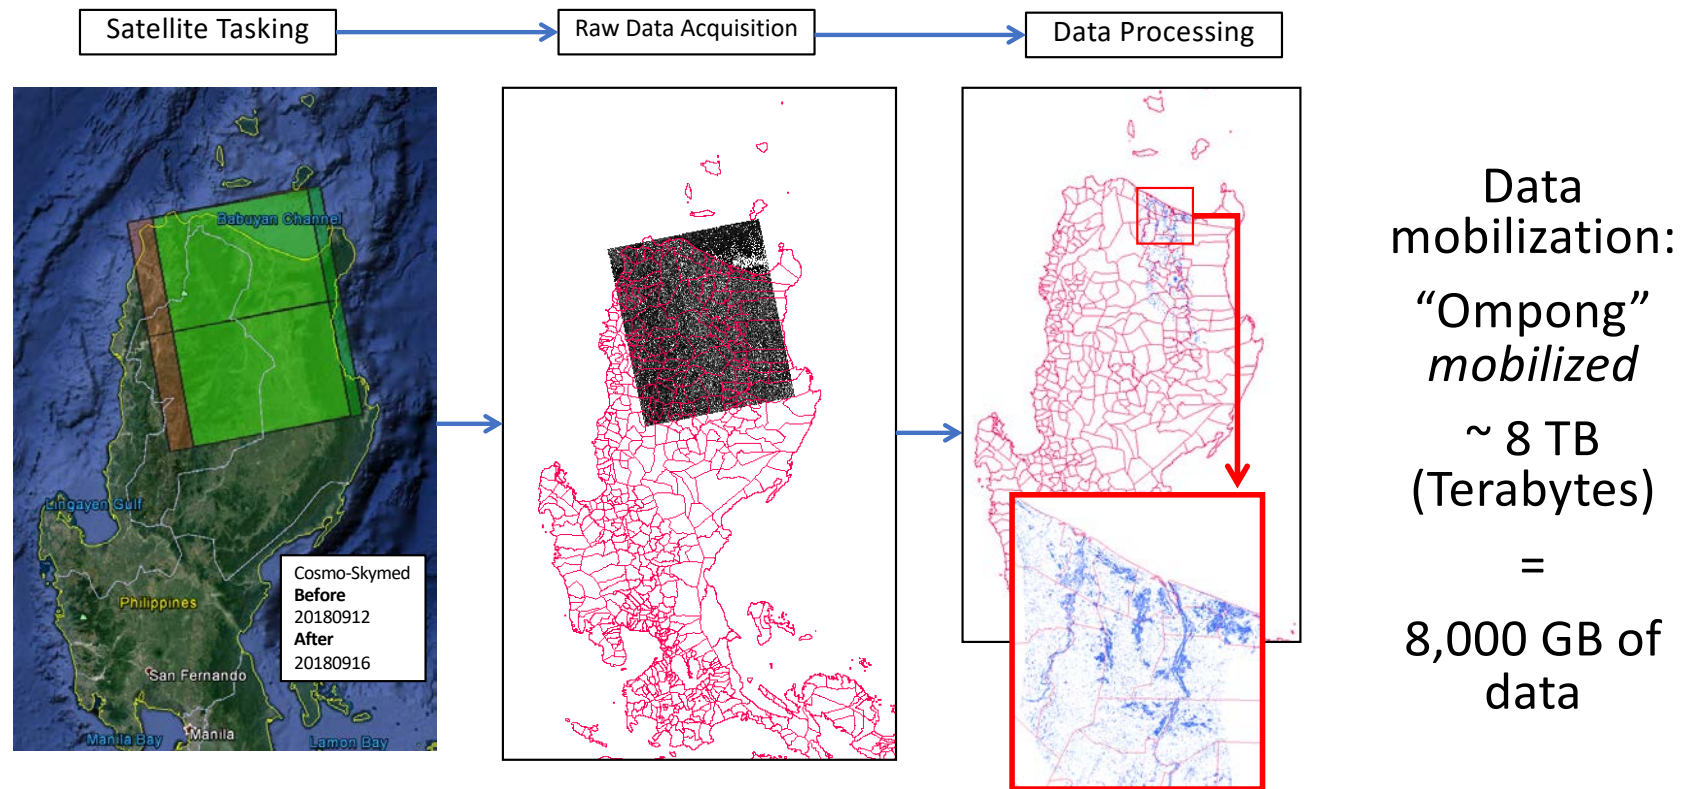 Satellite Tasking
Raw Data Acquisition
Data Processing
Babuyan Channel
Lingayen Gulf
Philippines
San Fernando
Manila Bay
Manila
Lamon Bay
Cosmo-Skymed
Before
20180912
After
20180916
Data
mobilization:
“Ompong”
mobilized
~ 8 TB
(Terabytes)
=
8,000 GB of
data